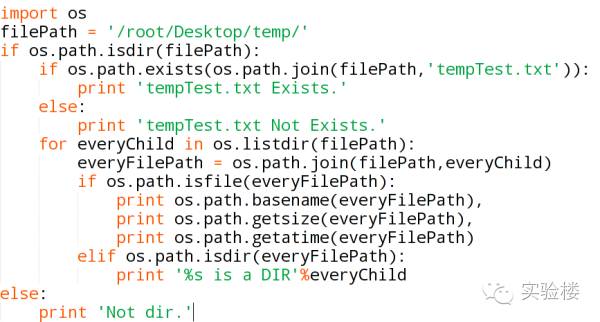 import os
filePath = '/root/Desktop/temp/'
if os.path.isdir(filePath):
    if os.path.exists(os.path.join(filePath,'tempTest.txt')):
        print 'tempTest.txt Exists.'
    else:
        print 'tempTest.txt Not Exists.'
    for everyChild in os.listdir(filePath):
        everyFilePath = os.path.join(filePath,everyChild)
        if os.path.isfile(everyFilePath):
            print os.path.basename(everyFilePath),
            print os.path.getsize(everyFilePath),
            print os.path.getatime(everyFilePath)
        elif os.path.isdir(everyFilePath):
            print '%s is a DIR'%everyChild
else:
    print 'Not dir.'
实验楼